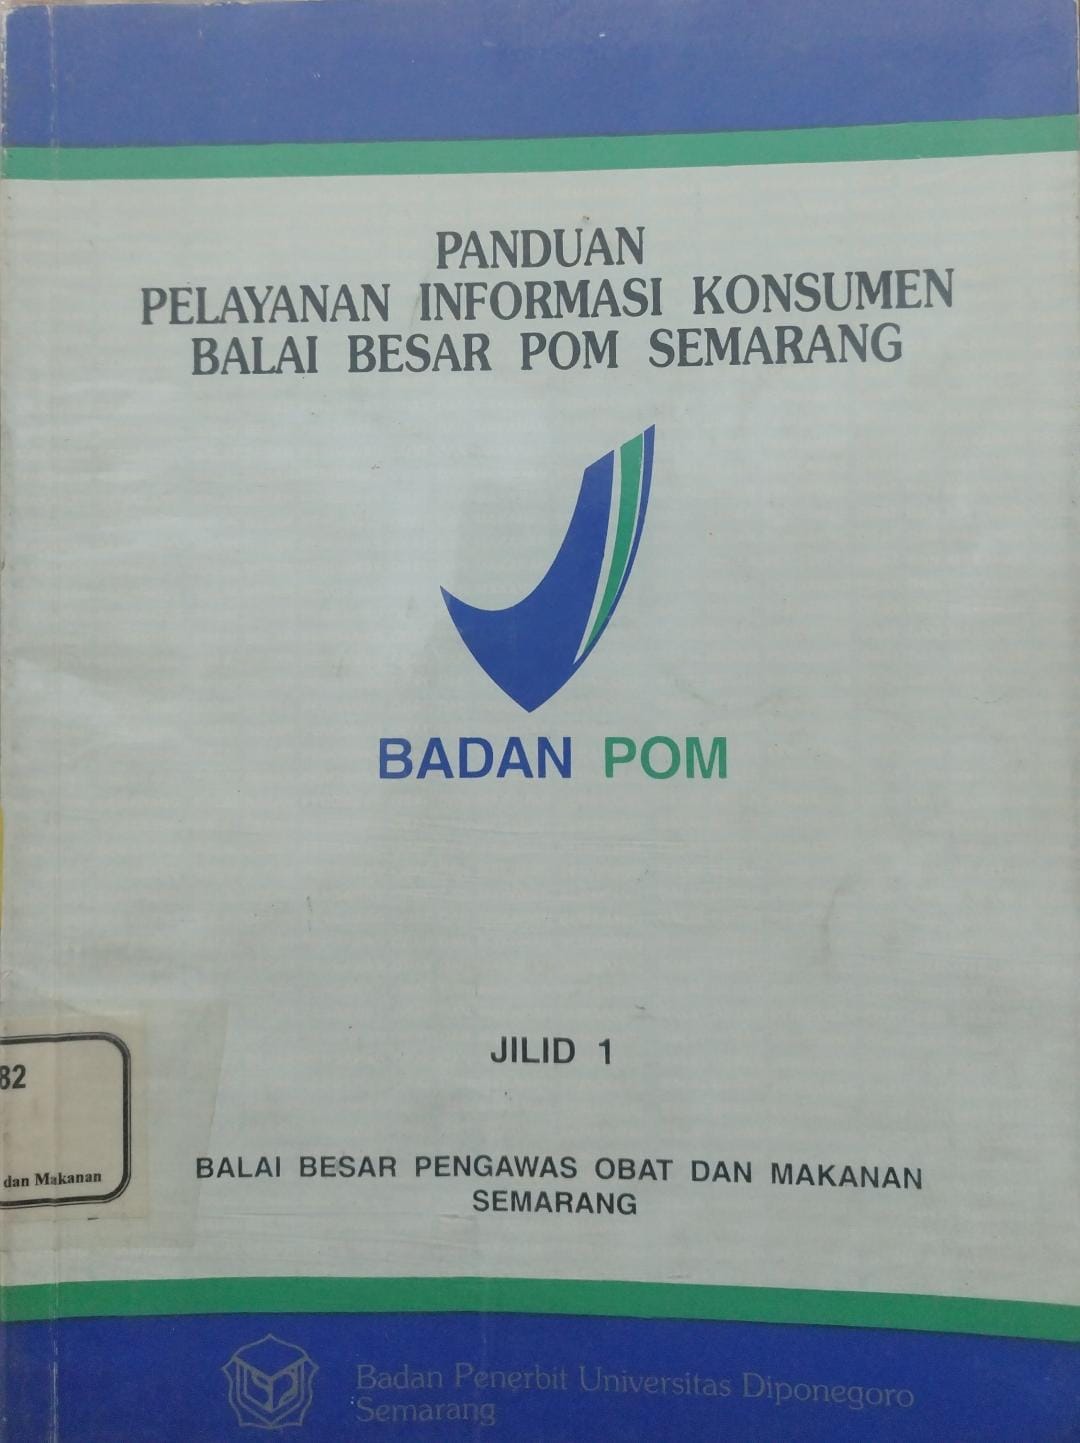 PANDUAN
PELAYANAN INFORMASI KONSUMEN
BALAI BESAR POM SEMARANG
BADAN POM
JILID 1
82
dan Makanan
BALAI BESAR PENGAWAS OBAT DAN MAKANAN
SEMARANG
Badan Penerbit Universitas Diponegoro
Semarang